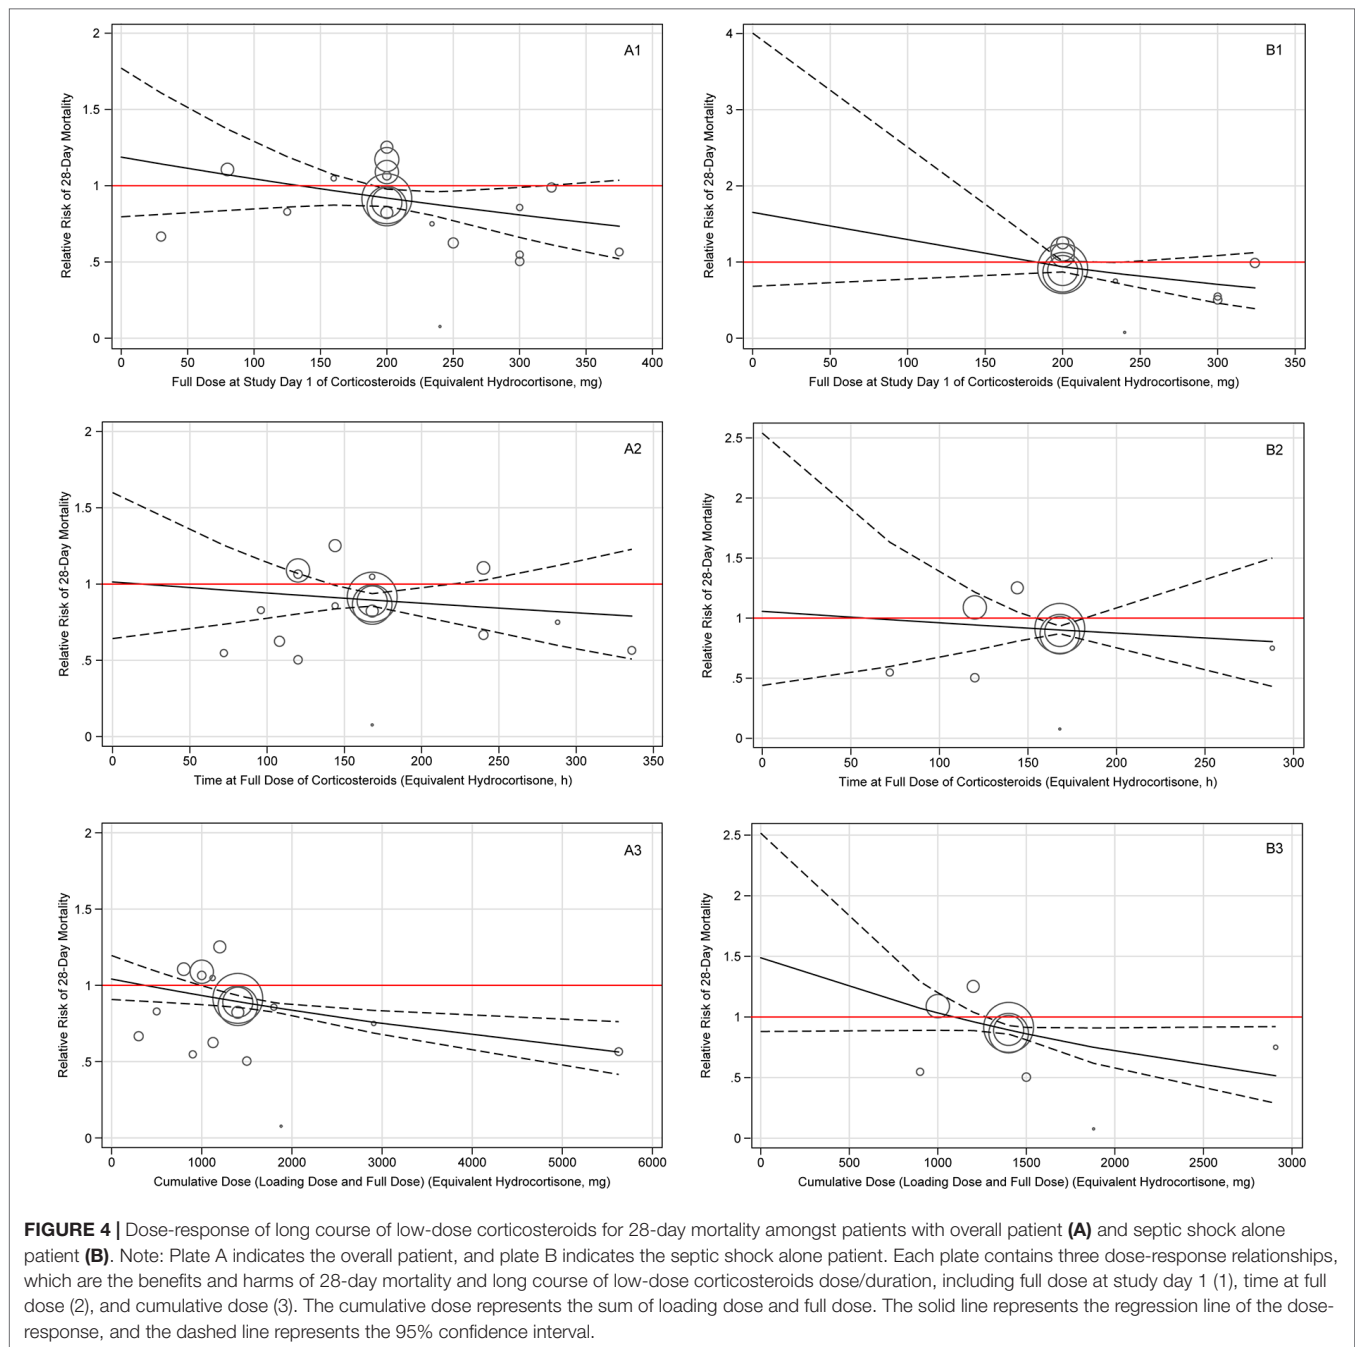 A1
2
1.5
1
.5
0
Relative Risk of 28-Day Mortality
0 50 100 150 200 250 300 350 400
Full Dose at Study Day 1 of Corticosteroids (Equivalent Hydrocortisone, mg)
B1
4
3
2
1
0
Relative Risk of 28-Day Mortality
0 50 100 150 200 250 300 350
Full Dose at Study Day 1 of Corticosteroids (Equivalent Hydrocortisone, mg)
A2
2
1.5
1
.5
0
Relative Risk of 28-Day Mortality
0 50 100 150 200 250 300 350
Time at Full Dose of Corticosteroids (Equivalent Hydrocortisone, h)
B2
2.5
2
1.5
1
.5
0
Relative Risk of 28-Day Mortality
0 50 100 150 200 250 300
Time at Full Dose of Corticosteroids (Equivalent Hydrocortisone, h)
A3
2
1.5
1
.5
0
Relative Risk of 28-Day Mortality
0 1000 2000 3000 4000 5000 6000
Cumulative Dose (Loading Dose and Full Dose) (Equivalent Hydrocortisone, mg)
B3
2.5
2
1.5
1
.5
0
Relative Risk of 28-Day Mortality
0 500 1000 1500 2000 2500 3000
Cumulative Dose (Loading Dose and Full Dose) (Equivalent Hydrocortisone, mg)
FIGURE 4 | Dose-response of long course of low-dose corticosteroids for 28-day mortality amongst patients with overall patient (A) and septic shock alone
patient (B). Note: Plate A indicates the overall patient, and plate B indicates the septic shock alone patient. Each plate contains three dose-response relationships,
which are the benefits and harms of 28-day mortality and long course of low-dose corticosteroids dose/duration, including full dose at study day 1 (1), time at full
dose (2), and cumulative dose (3). The cumulative dose represents the sum of loading dose and full dose. The solid line represents the regression line of the dose-
response, and the dashed line represents the 95% confidence interval.